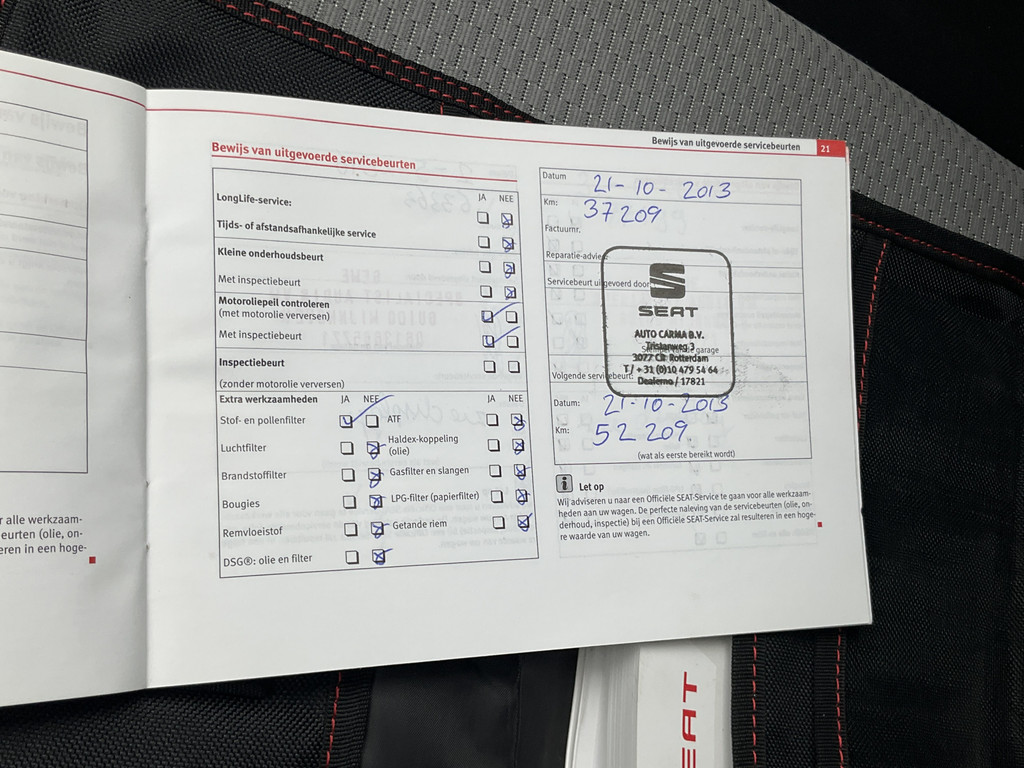 Bewijs van uitgevoerde servicebeurten 21
Bewijs van uitgevoerde servicebeurten
JA NEE
LongLife-service:
Tijds- of afstandsafhankelijke service
Kleine onderhoudsbeurt
Met inspectiebeurt
Motoroliepeil controleren
(met motorolie verversen)
Met inspectiebeurt
Inspectiebeurt
(zonder motorolie verversen)
Extra werkzaamheden JA NEE JA NEE
Stof- en pollenfilter ATF
Luchtfilter Haldex-koppeling
(olie)
Brandstoffilter Gasfilter en slangen
Bougies LPG-filter (papierfilter)
Remvloeistof Getande riem
DSG®: olie en filter
Datum 21-10-2013
Km: 37209
Factuurnr.
Reparatie-advies
Servicebeurt uitgevoerd door
SEAT
AUTO CARMA B.V.
Tristanweg 3
garage
3077 CR Rotterdam
T/ +31 (0)10 479 54 64
Volgende servicebeurt:
Dealerno / 17821
Datum: 21-10-2013
Km: 52209
(wat als eerste bereikt wordt)
i Let op
Wij adviseren u naar een Officiële SEAT-Service te gaan voor alle werkzaam-
heden aan uw wagen. De perfecte naleving van de servicebeurten (olie, on-
derhoud, inspectie) bij een Officiële SEAT-Service zal resulteren in een hoge-
re waarde van uw wagen.
r alle werkzaam-
eurten (olie, on-
eren in een hoge-
EAT